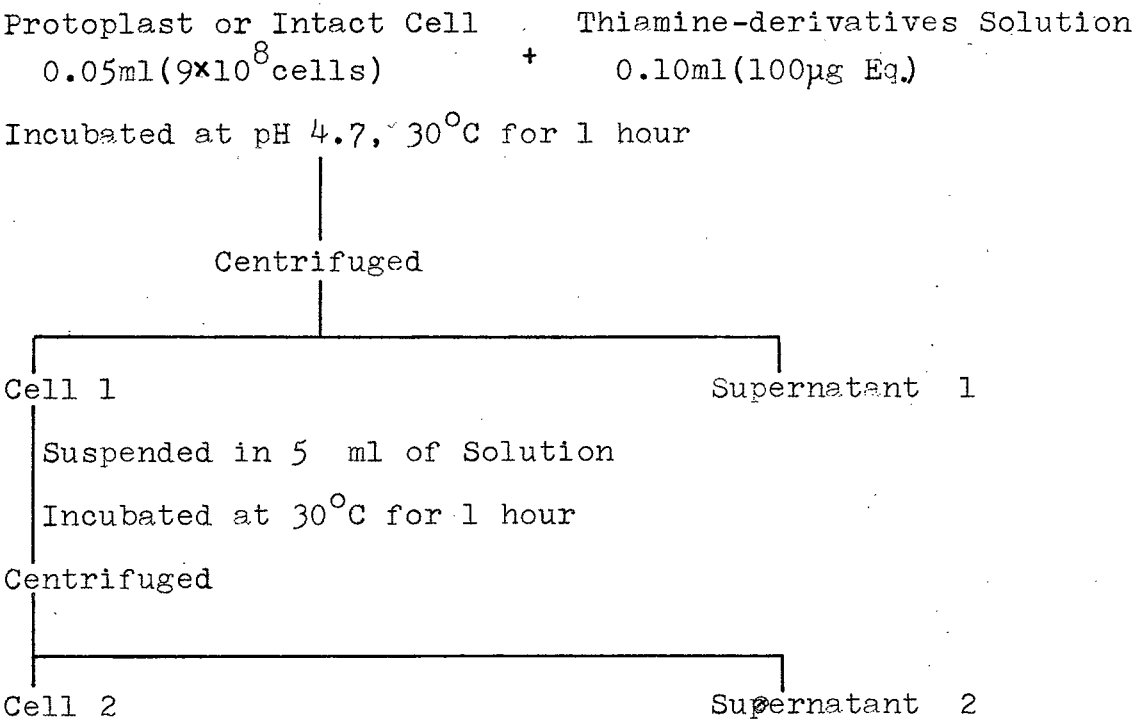 Protoplast or Intact Cell + Thiamine-derivatives Solution
0.05ml(9×10⁸cells) 0.10ml(100µg Eq.)
Incubated at pH 4.7, 30°C for 1 hour
Centrifuged
Cell 1 Supernatant 1
Suspended in 5 ml of Solution
Incubated at 30°C for 1 hour
Centrifuged
Cell 2 Supernatant 2